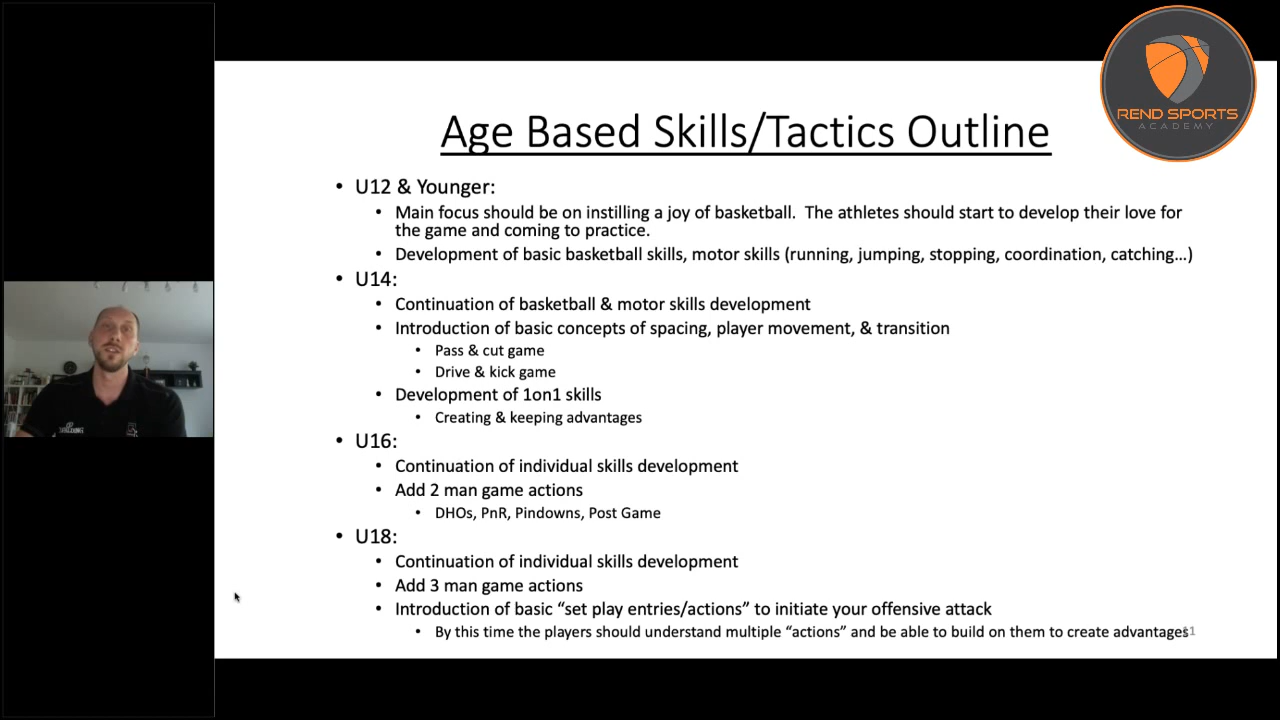 REND SPORTS
ACADEMY
Age Based Skills/Tactics Outline
• U12 & Younger:
• Main focus should be on instilling a joy of basketball. The athletes should start to develop their love for
the game and coming to practice.
• Development of basic basketball skills, motor skills (running, jumping, stopping, coordination, catching…)
• U14:
• Continuation of basketball & motor skills development
• Introduction of basic concepts of spacing, player movement, & transition
• Pass & cut game
• Drive & kick game
• Development of 1on1 skills
• Creating & keeping advantages
• U16:
• Continuation of individual skills development
• Add 2 man game actions
• DHOs, PnR, Pindowns, Post Game
• U18:
• Continuation of individual skills development
• Add 3 man game actions
• Introduction of basic “set play entries/actions” to initiate your offensive attack
• By this time the players should understand multiple “actions” and be able to build on them to create advantages
11